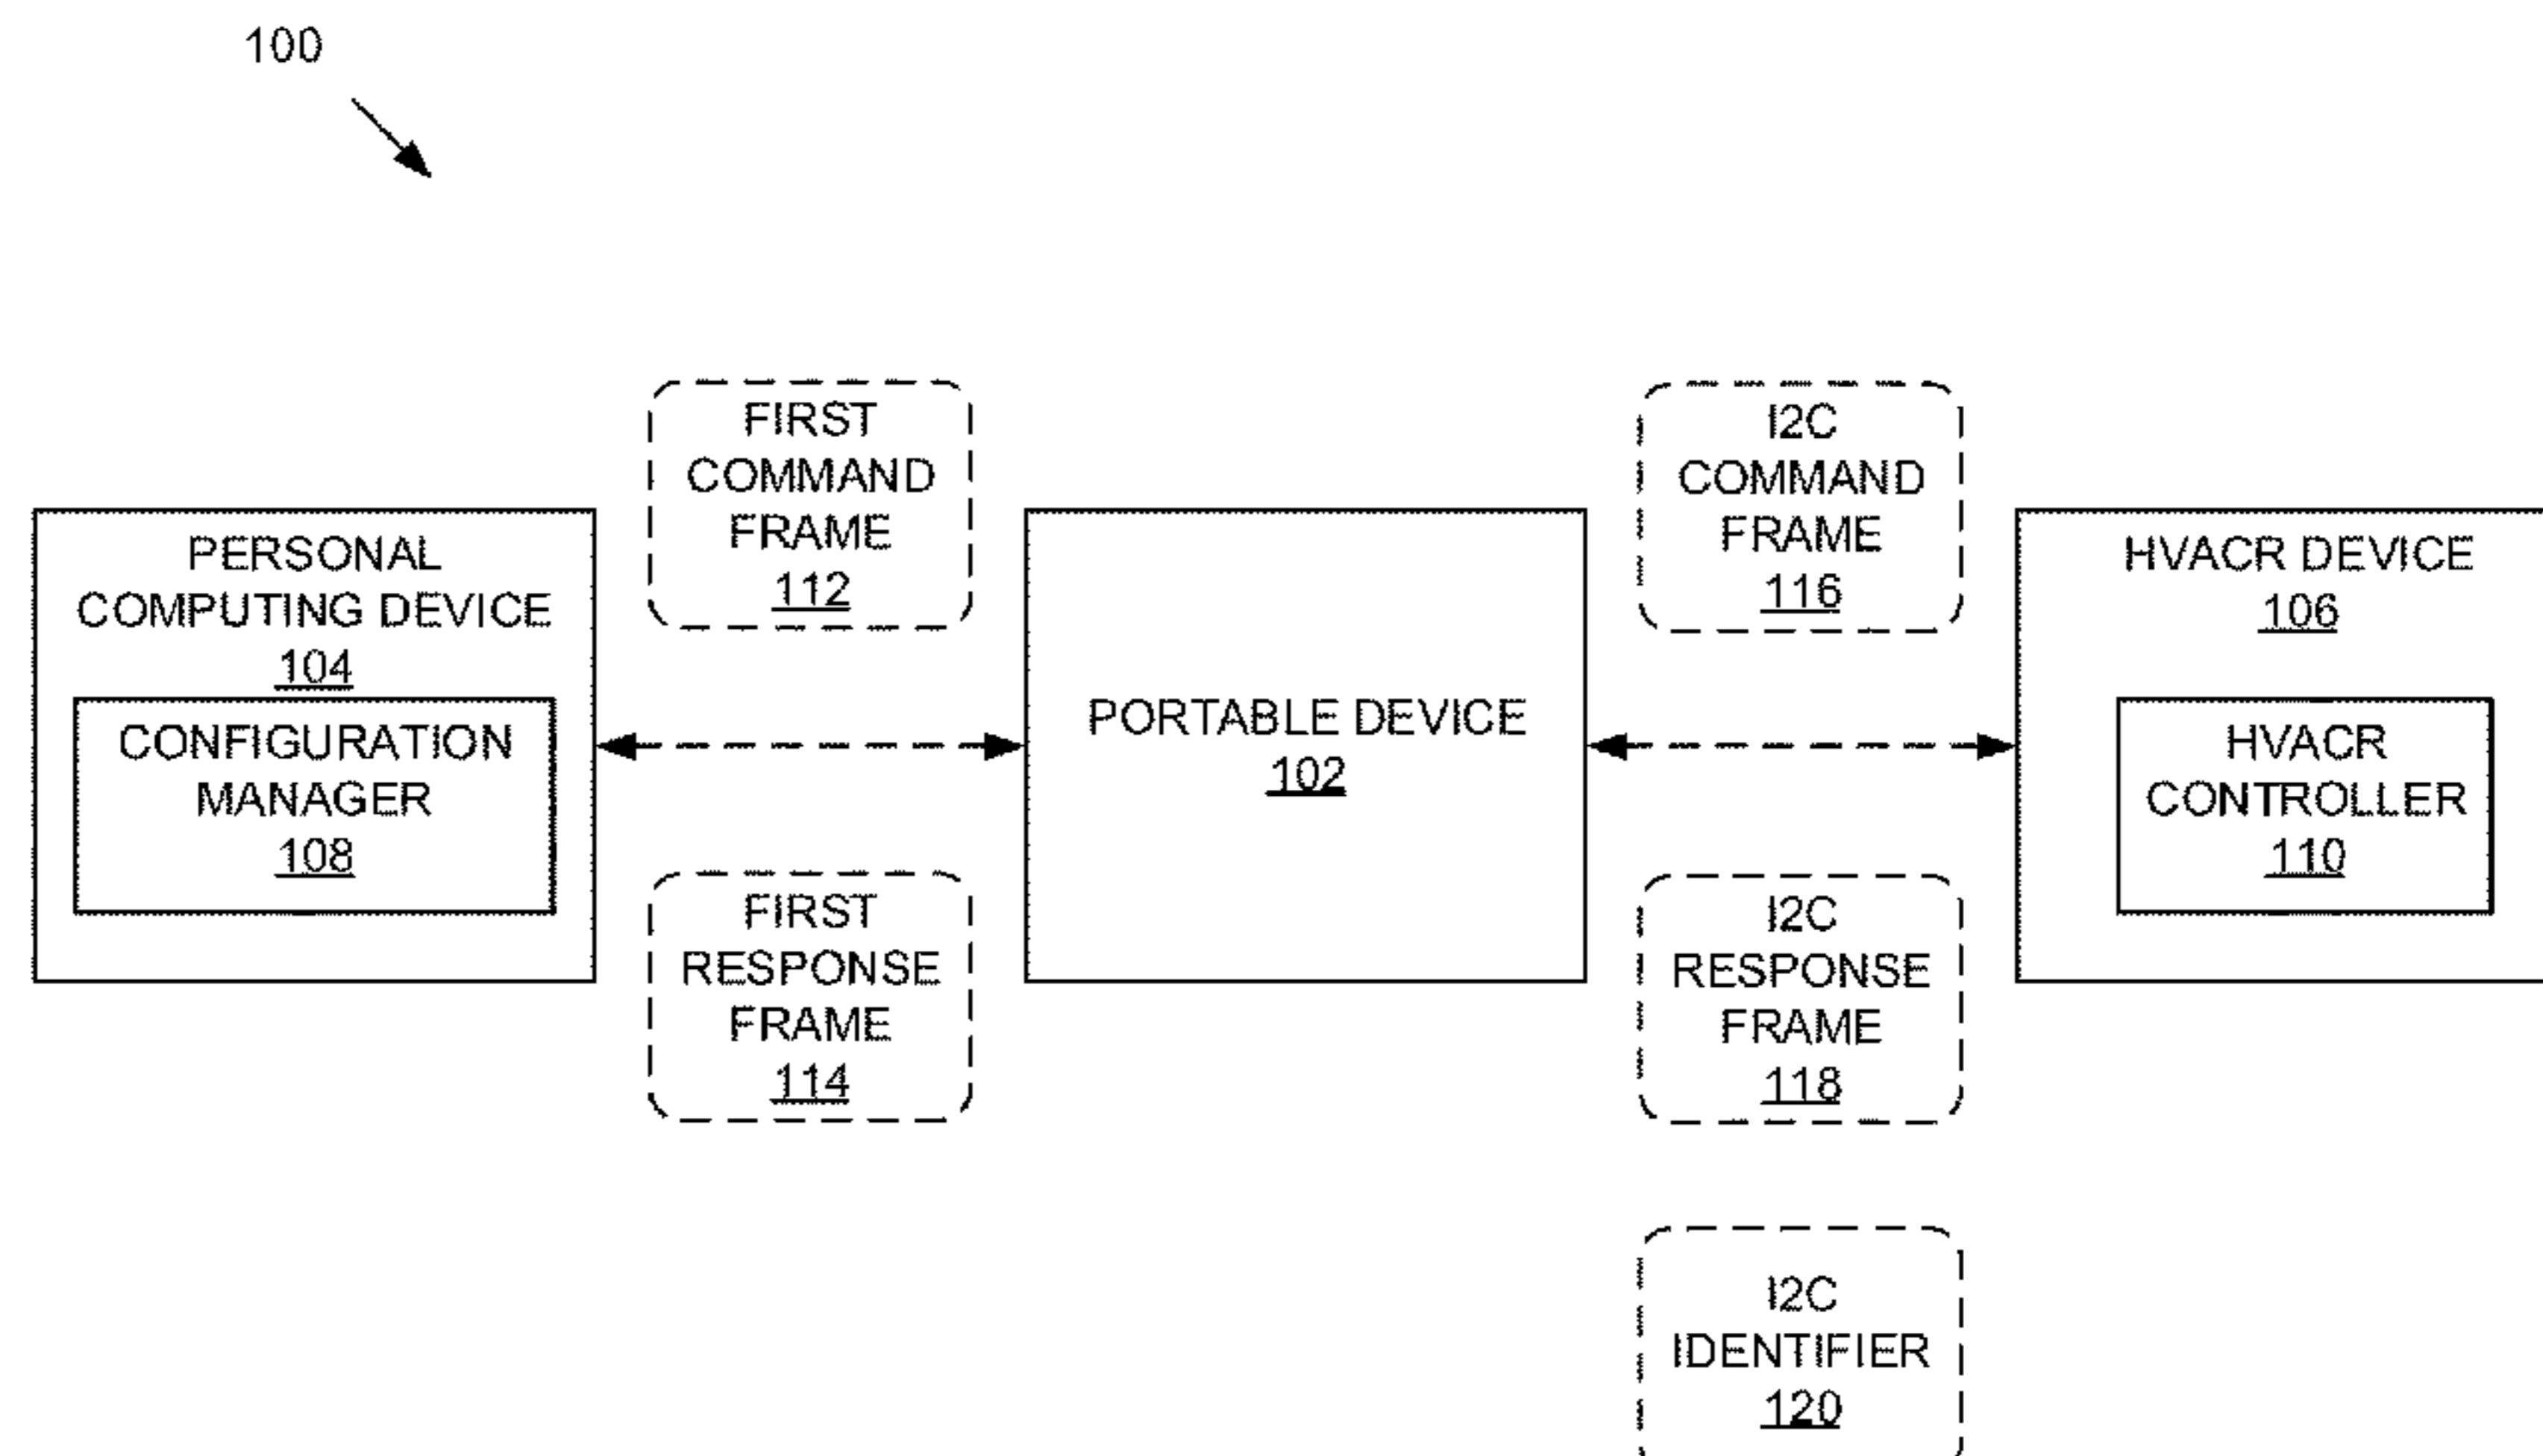 100
PERSONAL
COMPUTING DEVICE
104
CONFIGURATION
MANAGER
108
FIRST
COMMAND
FRAME
112
FIRST
RESPONSE
FRAME
114
PORTABLE DEVICE
102
I2C
COMMAND
FRAME
116
I2C
RESPONSE
FRAME
118
I2C
IDENTIFIER
120
HVACR DEVICE
106
HVACR
CONTROLLER
110